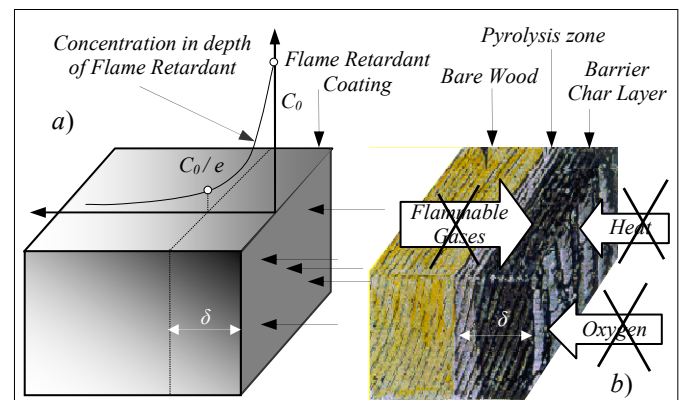 Concentration in depth
of Flame Retardant
Flame Retardant
Coating
C₀
a)
C₀ / e
δ
Pyrolysis zone
Bare Wood
Barrier
Char Layer
Flammable
Gases
Heat
δ
Oxygen
b)